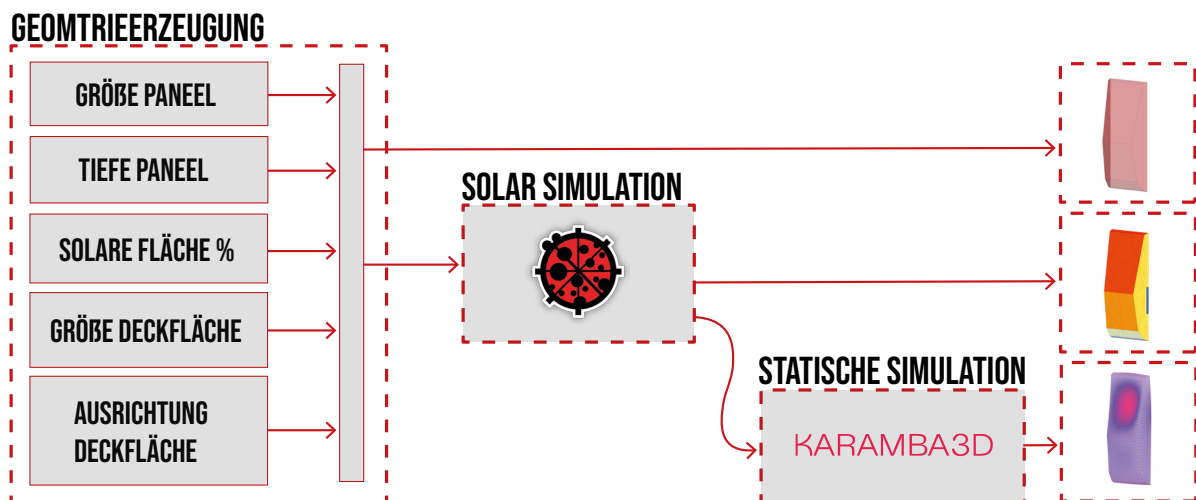 GEOMTRIEERZEUGUNG
GRÖßE PANEEL
TIEFE PANEEL
SOLARE FLÄCHE %
GRÖßE DECKFLÄCHE
AUSRICHTUNG
DECKFLÄCHE
SOLAR SIMULATION
STATISCHE SIMULATION
KARAMBA3D